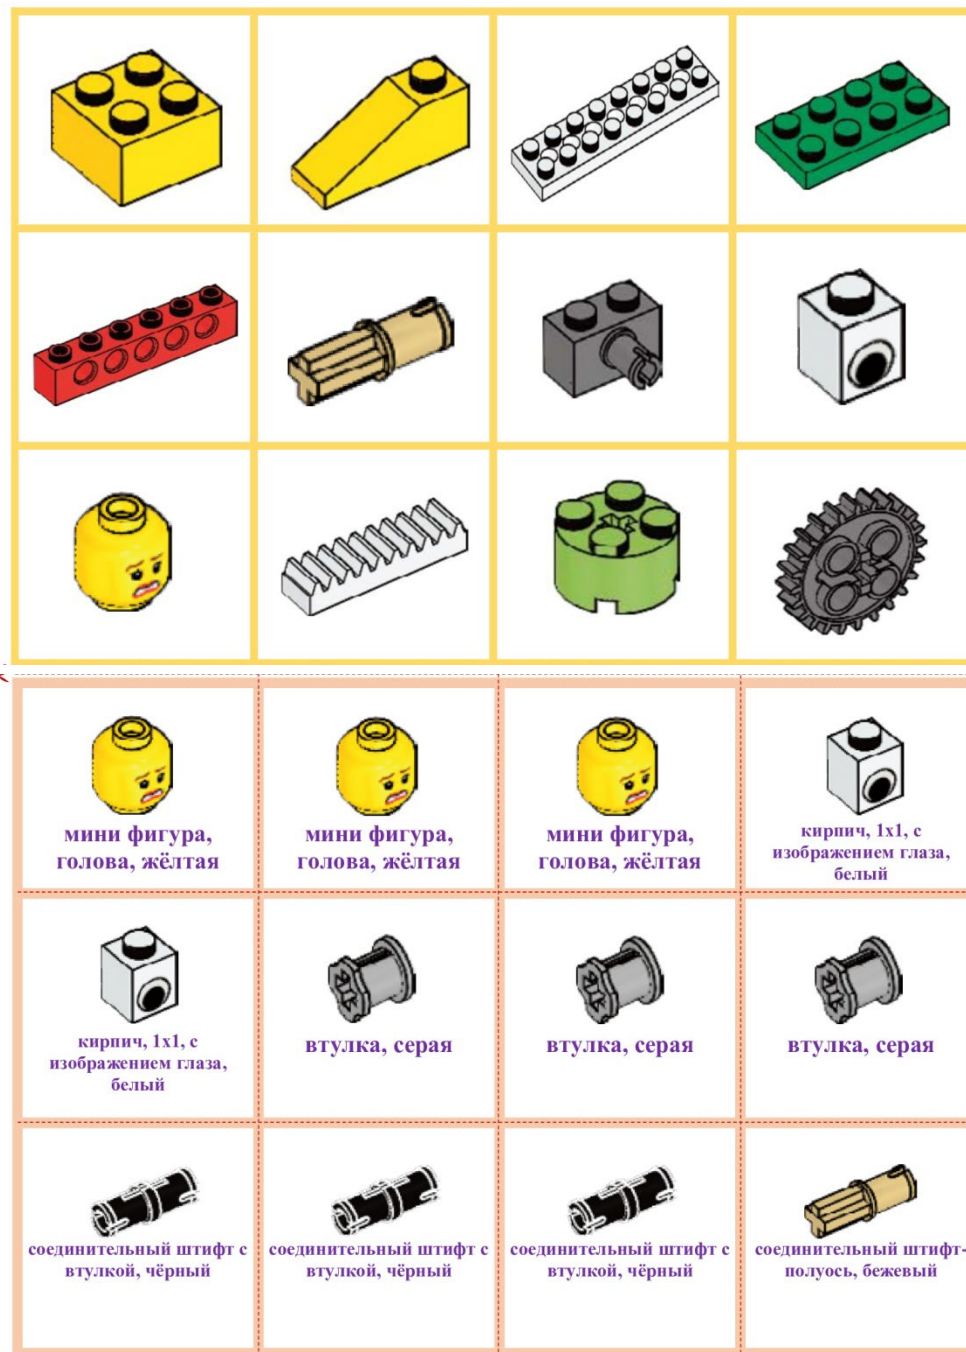 мини фигура,
голова, жёлтая
мини фигура,
голова, жёлтая
мини фигура,
голова, жёлтая
кирпич, 1х1, с
изображением глаза,
белый
кирпич, 1х1, с
изображением глаза,
белый
втулка, серая
втулка, серая
втулка, серая
соединительный штифт с
втулкой, чёрный
соединительный штифт с
втулкой, чёрный
соединительный штифт с
втулкой, чёрный
соединительный штифт-
полуось, бежевый